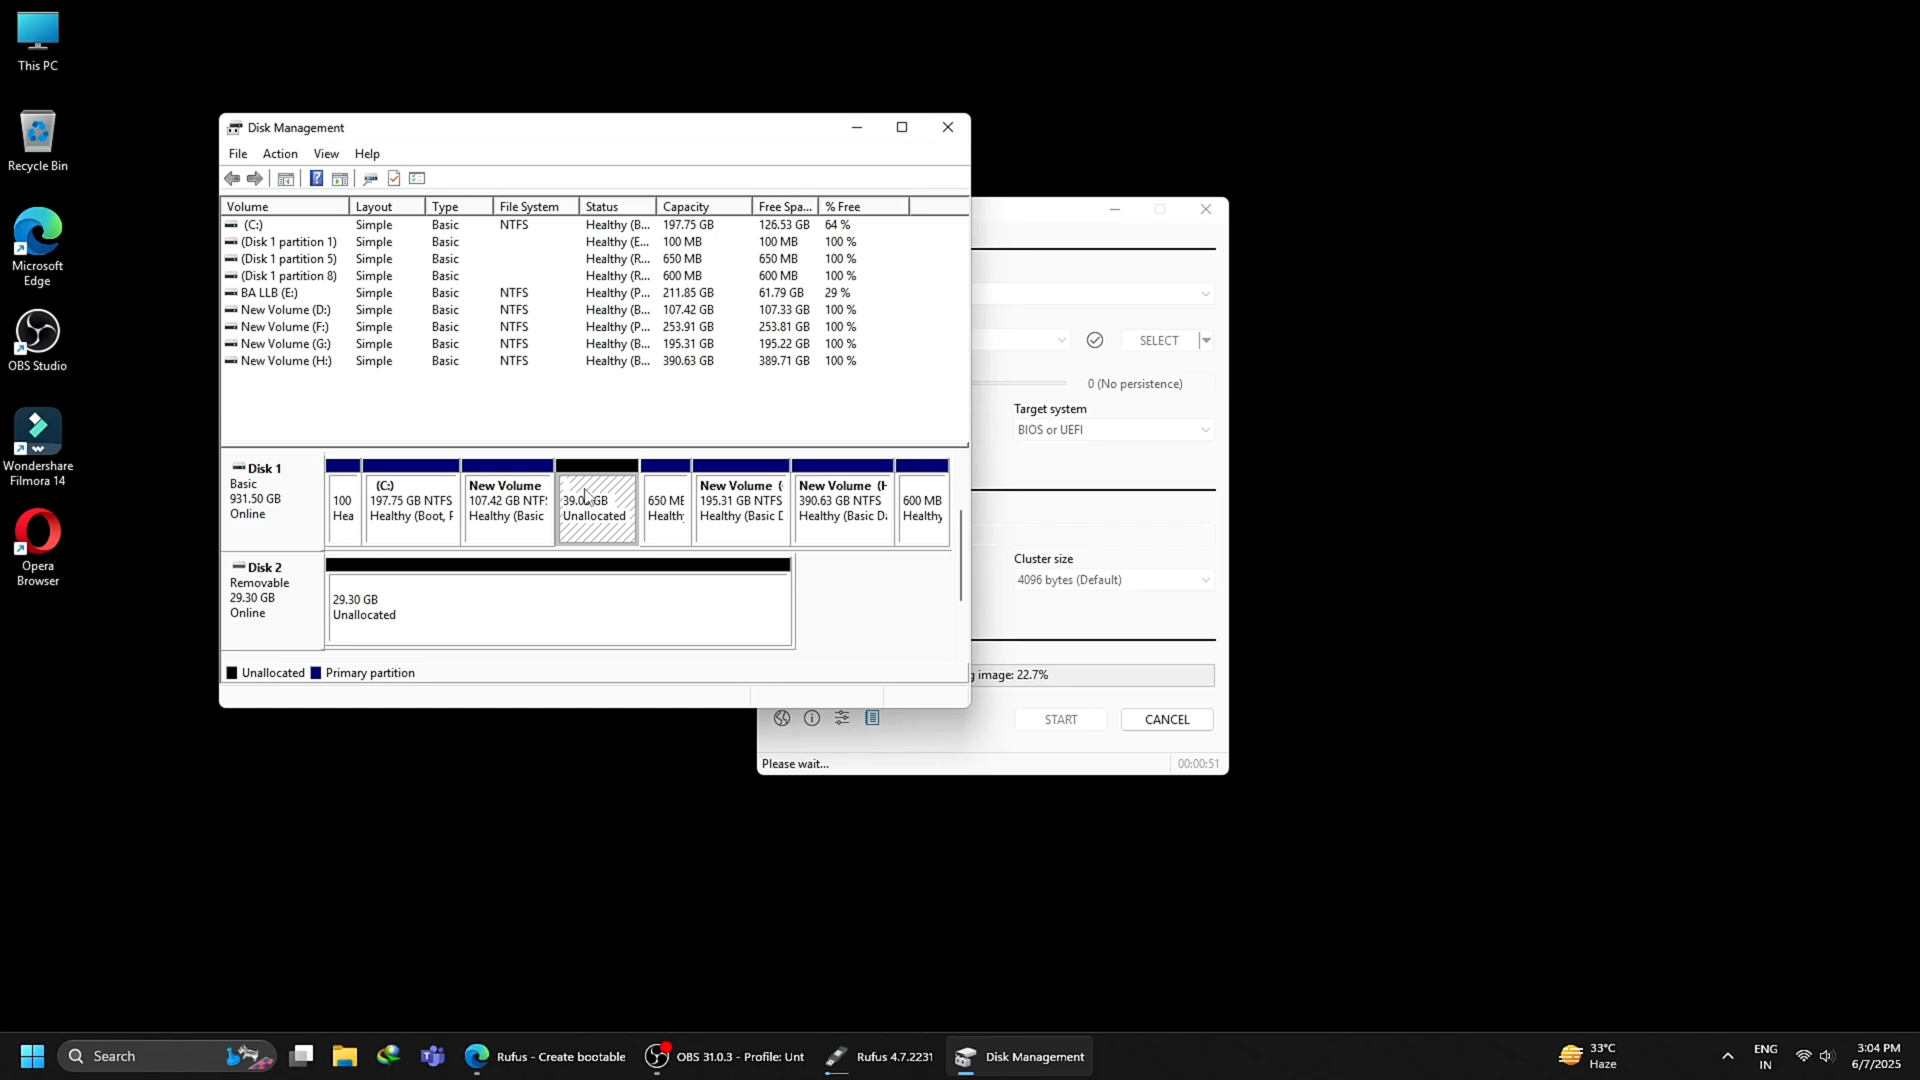 This PC
Recycle Bin
Microsoft
Edge
OBS Studio
Wondershare
Filmora 14
Opera
Browser
Disk Management
File Action View Help
Volume Layout Type File System Status Capacity Free Spa... % Free
(C:) Simple Basic NTFS Healthy (B... 197.75 GB 126.53 GB 64 %
(Disk 1 partition 1) Simple Basic Healthy (E... 100 MB 100 MB 100 %
(Disk 1 partition 5) Simple Basic Healthy (R... 650 MB 650 MB 100 %
(Disk 1 partition 8) Simple Basic Healthy (R... 600 MB 600 MB 100 %
BA LLB (E:) Simple Basic NTFS Healthy (P... 211.85 GB 61.79 GB 29 %
New Volume (D:) Simple Basic NTFS Healthy (B... 107.42 GB 107.33 GB 100 %
New Volume (F:) Simple Basic NTFS Healthy (P... 253.91 GB 253.81 GB 100 %
New Volume (G:) Simple Basic NTFS Healthy (B... 195.31 GB 195.22 GB 100 %
New Volume (H:) Simple Basic NTFS Healthy (B... 390.63 GB 389.71 GB 100 %
Disk 1
Basic
931.50 GB
Online
100
Hea
(C:)
197.75 GB NTFS
Healthy (Boot, P
New Volume
107.42 GB NTFS
Healthy (Basic
GB
Unallocated
650 ME
Health
New Volume (
195.31 GB NTFS
Healthy (Basic D
New Volume (H
390.63 GB NTFS
Healthy (Basic Da
600 MB
Healthy
Disk 2
Removable
29.30 GB
Online
29.30 GB
Unallocated
Unallocated Primary partition
SELECT
0 (No persistence)
Target system
BIOS or UEFI
Cluster size
4096 bytes (Default)
g image: 22.7%
START CANCEL
Please wait... 00:00:51
Search
Rufus - Create bootable
OBS 31.0.3 - Profile: Unt
Rufus 4.7.2231
Disk Management
33°C
Haze
ENG
IN
3:04 PM
6/7/2025